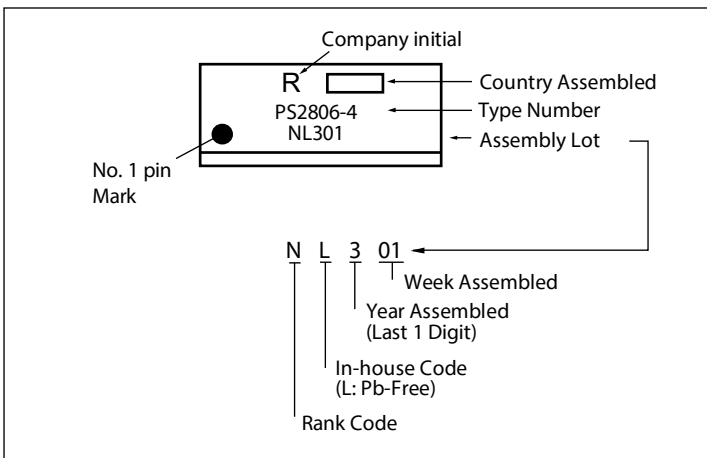 Company initial
R
Country Assembled
PS2806-4
Type Number
NL301
Assembly Lot
No. 1 pin
Mark
N L 3 01
Week Assembled
Year Assembled
(Last 1 Digit)
In-house Code
(L: Pb-Free)
Rank Code